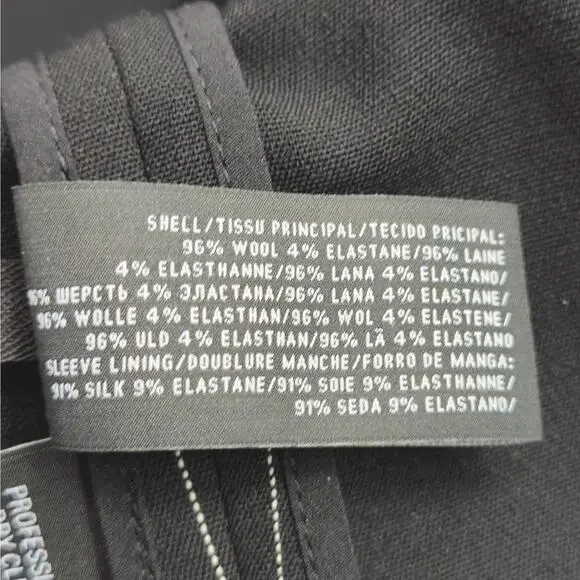 SHELL/TISSU PRINCIPAL/TECIDO PRICIPAL:
96% WOOL 4% ELASTANE/96% LAINE
4% ELASTHANNE/96% LANA 4% ELASTANO/
96% ШЕРСТЬ 4% ЭЛАСТАНА/96% LANA 4% ELASTAN/
96% WOLLE 4% ELASTHAN/96% WOL 4% ELASTENE/
96% ULD 4% ELASTHAN/96% LÃ 4% ELASTANO
SLEEVE LINING/DOUBLURE MANCHE/FORRO DE MANGA:
91% SILK 9% ELASTANE/91% SOIE 9% ELASTHANNE/
91% SEDA 9% ELASTANO/